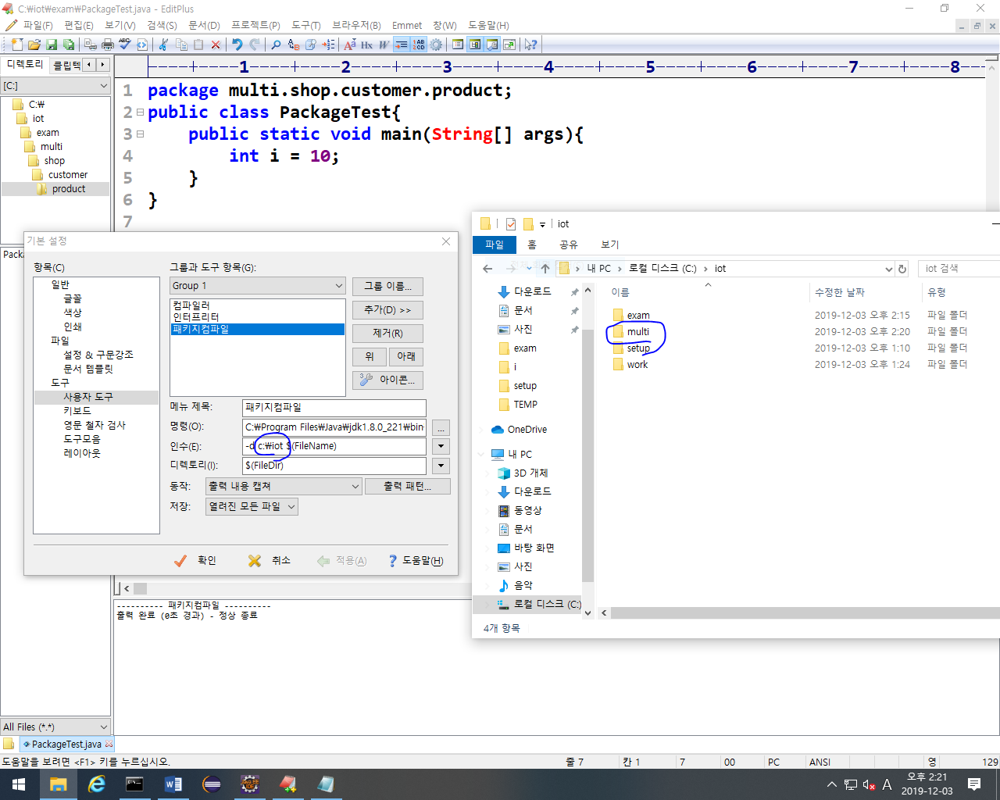 C:₩iot₩exam₩PackageTest.java - EditPlus
파일(F) 편집(E) 보기(V) 검색(S) 문서(D) 프로젝트(P) 도구(T) 브라우저(B) Emmet 창(W) 도움말(H)
디렉토리 클립텍
[C:]
C:₩
iot
exam
multi
shop
customer
product
----+----1----+----2----+----3----+----4----+----5----+----6----+----7----+----8---
1 package multi.shop.customer.product;
2 public class PackageTest{
3 public static void main(String[] args){
4 int i = 10;
5 }
6 }
7
기본 설정
항목(C)
일반
글꼴
색상
인쇄
파일
설정 & 구문강조
문서 템플릿
도구
사용자 도구
키보드
영문 철자 검사
도구모음
레이아웃
그룹과 도구 항목(G):
Group 1
그룹 이름...
컴파일러
인터프리터
패키지컴파일
추가(D) >>
제거(R)
위 아래
아이콘...
메뉴 제목: 패키지컴파일
명령(O): C:₩Program Files₩Java₩jdk1.8.0_221₩bin ...
인수(E): -d c:₩iot $(FileName)
디렉토리(I): $(FileDir)
동작: 출력 내용 캡쳐 출력 패턴...
저장: 열려진 모든 파일
확인 취소 적용(A) 도움말(H)
iot
파일 홈 공유 보기
내 PC > 로컬 디스크 (C:) > iot
iot 검색
다운로드
문서
사진
exam
i
setup
TEMP
OneDrive
내 PC
3D 개체
다운로드
동영상
문서
바탕 화면
사진
음악
로컬 디스크 (C:)
이름 수정한 날짜 유형
exam 2019-12-03 오후 2:15 파일 폴더
multi 2019-12-03 오후 2:20 파일 폴더
setup 2019-12-03 오후 1:10 파일 폴더
work 2019-12-03 오후 1:24 파일 폴더
4개 항목
---------- 패키지컴파일 ----------
출력 완료 (0초 경과) - 정상 종료
All Files (*.*)
PackageTest.java
도움말을 보려면 <F1> 키를 누르십시오. 줄 7 칸 1 7 00 PC ANSI 영 129
A 오후 2:21
2019-12-03